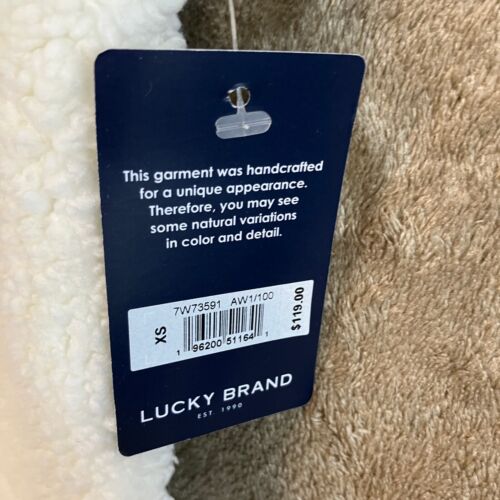 This garment was handcrafted
for a unique appearance.
Therefore, you may see
some natural variations
in color and detail.
7W73591 AW1/100
XS
$119.00
1 96200 51164 1
LUCKY BRAND
EST 1990